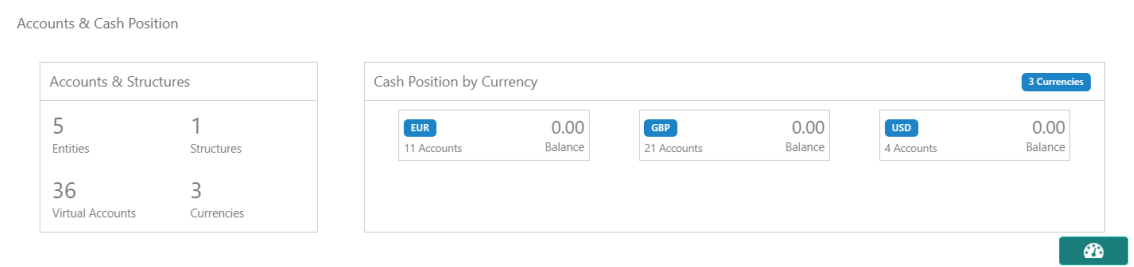 Accounts & Cash Position
Accounts & Structures
5
Entities
1
Structures
36
Virtual Accounts
3
Currencies
Cash Position by Currency
3 Currencies
EUR
11 Accounts
0.00
Balance
GBP
21 Accounts
0.00
Balance
USD
4 Accounts
0.00
Balance